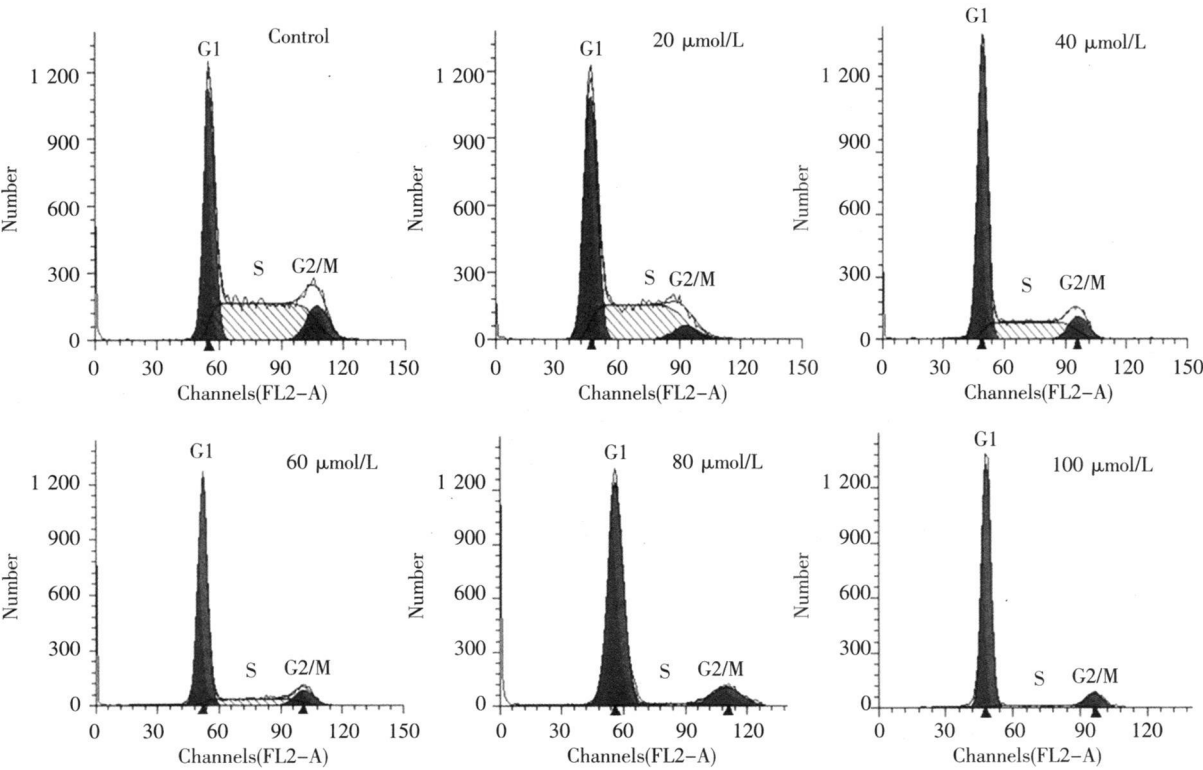 Control
G1
S
G2/M
1 200
900
600
300
0
Number
0 30 60 90 120 150
Channels(FL2-A)
20 μmol/L
G1
S
G2/M
1 200
900
600
300
0
Number
0 30 60 90 120 150
Channels(FL2-A)
40 μmol/L
G1
S
G2/M
1 200
900
600
300
0
Number
0 30 60 90 120 150
Channels(FL2-A)
60 μmol/L
G1
S
G2/M
1 200
900
600
300
0
Number
0 30 60 90 120 150
Channels(FL2-A)
80 μmol/L
G1
S
G2/M
1 200
900
600
300
0
Number
0 30 60 90 120
Channels(FL2-A)
100 μmol/L
G1
S
G2/M
1 200
900
600
300
0
Number
0 30 60 90 120
Channels(FL2-A)